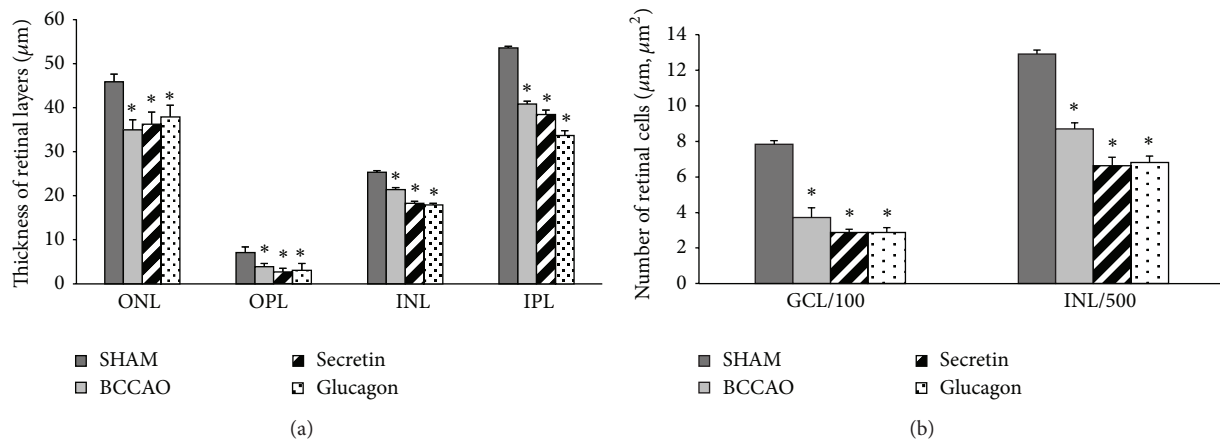 Thickness of retinal layers (μm)
60
50
40
30
20
10
0
* * *
* * *
* * *
* * *
ONL OPL INL IPL
SHAM Secretin
BCCAO Glucagon
(a)
Number of retinal cells (μm, μm²)
14
12
10
8
6
4
2
0
* * *
* * *
GCL/100 INL/500
SHAM Secretin
BCCAO Glucagon
(b)